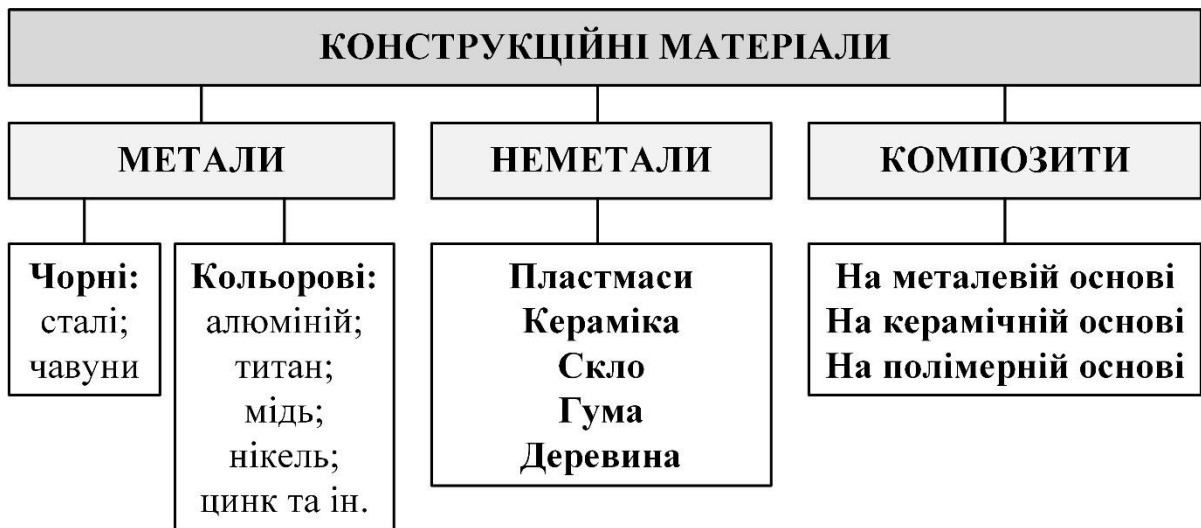 КОНСТРУКЦІЙНІ МАТЕРІАЛИ
МЕТАЛИ
НЕМЕТАЛИ
КОМПОЗИТИ
Чорні:
сталі;
чавуни
Кольорові:
алюміній;
титан;
мідь;
нікель;
цинк та ін.
Пластмаси
Кераміка
Скло
Гума
Деревина
На металевій основі
На керамічній основі
На полімерній основі